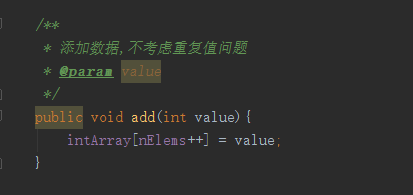 /**
* 添加数据,不考虑重复值问题
* @param value
*/
public void add(int value){
intArray[nElems++] = value;
}